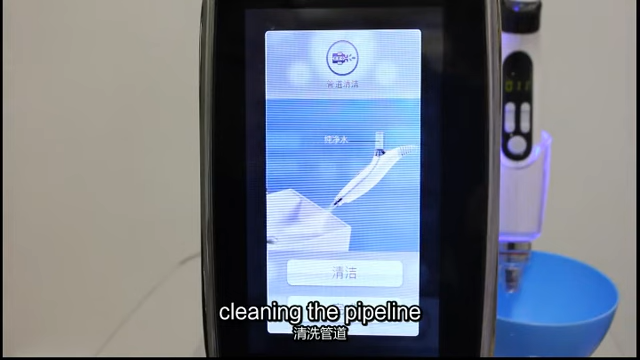 管道清洁
纯净水
清洁
cleaning the pipeline
清洗管道